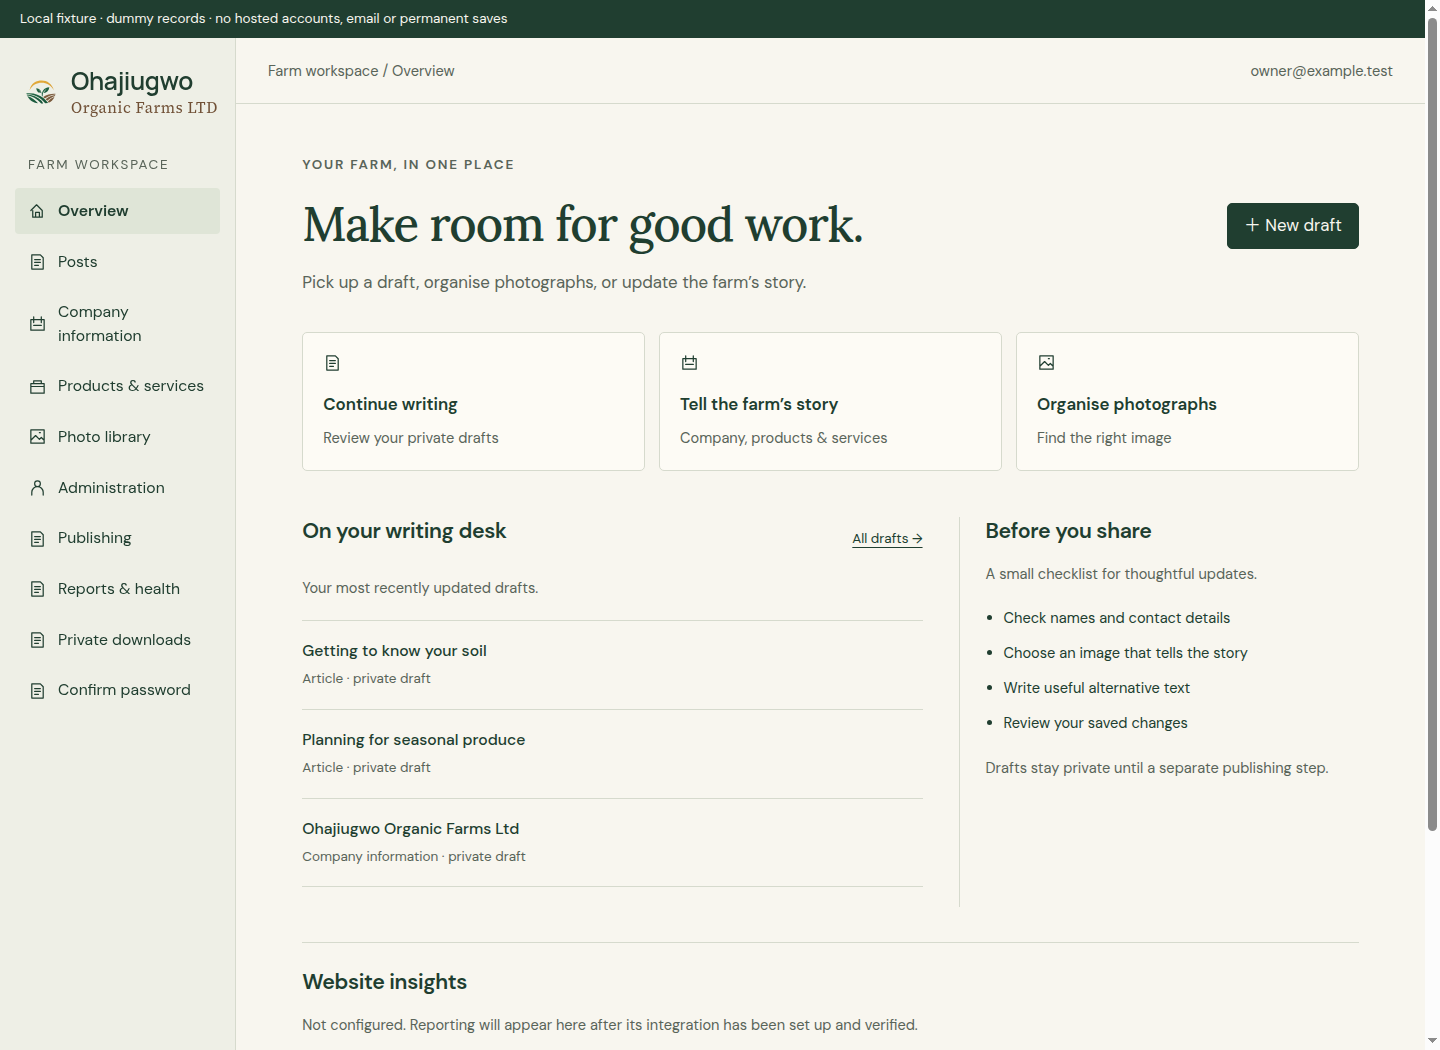 Local fixture · dummy records · no hosted accounts, email or permanent saves
Ohajiugwo
Organic Farms LTD
FARM WORKSPACE
Overview
Posts
Company
information
Products & services
Photo library
Administration
Publishing
Reports & health
Private downloads
Confirm password
Farm workspace / Overview
owner@example.test
YOUR FARM, IN ONE PLACE
Make room for good work.
+ New draft
Pick up a draft, organise photographs, or update the farm’s story.
Continue writing
Review your private drafts
Tell the farm’s story
Company, products & services
Organise photographs
Find the right image
On your writing desk
All drafts →
Your most recently updated drafts.
Getting to know your soil
Article · private draft
Planning for seasonal produce
Article · private draft
Ohajiugwo Organic Farms Ltd
Company information · private draft
Before you share
A small checklist for thoughtful updates.
• Check names and contact details
• Choose an image that tells the story
• Write useful alternative text
• Review your saved changes
Drafts stay private until a separate publishing step.
Website insights
Not configured. Reporting will appear here after its integration has been set up and verified.